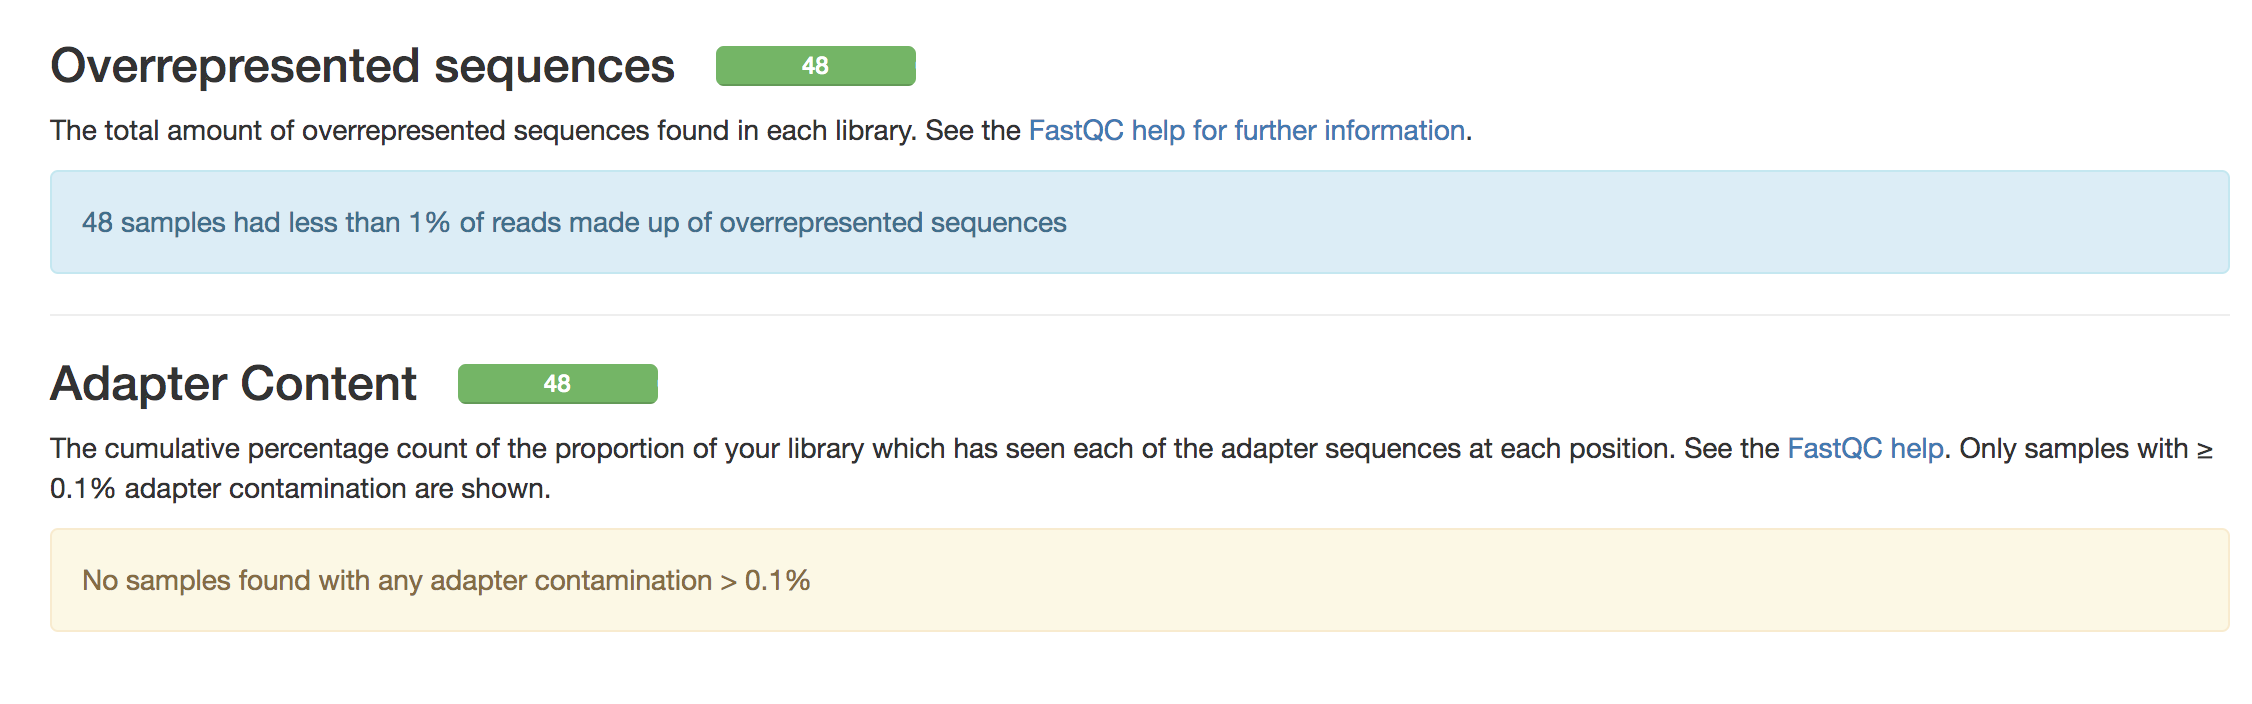 Overrepresented sequences 48
The total amount of overrepresented sequences found in each library. See the FastQC help for further information.
48 samples had less than 1% of reads made up of overrepresented sequences
Adapter Content 48
The cumulative percentage count of the proportion of your library which has seen each of the adapter sequences at each position. See the FastQC help. Only samples with ≥
0.1% adapter contamination are shown.
No samples found with any adapter contamination > 0.1%